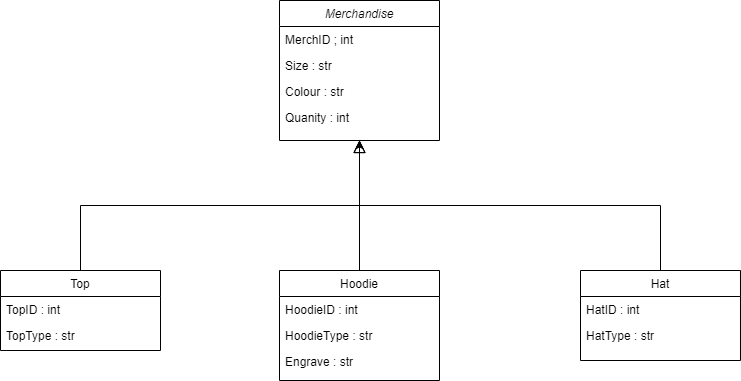 Merchandise
MerchID ; int
Size : str
Colour : str
Quanity : int
Top
TopID : int
TopType : str
Hoodie
HoodieID : int
HoodieType : str
Engrave : str
Hat
HatID : int
HatType : str